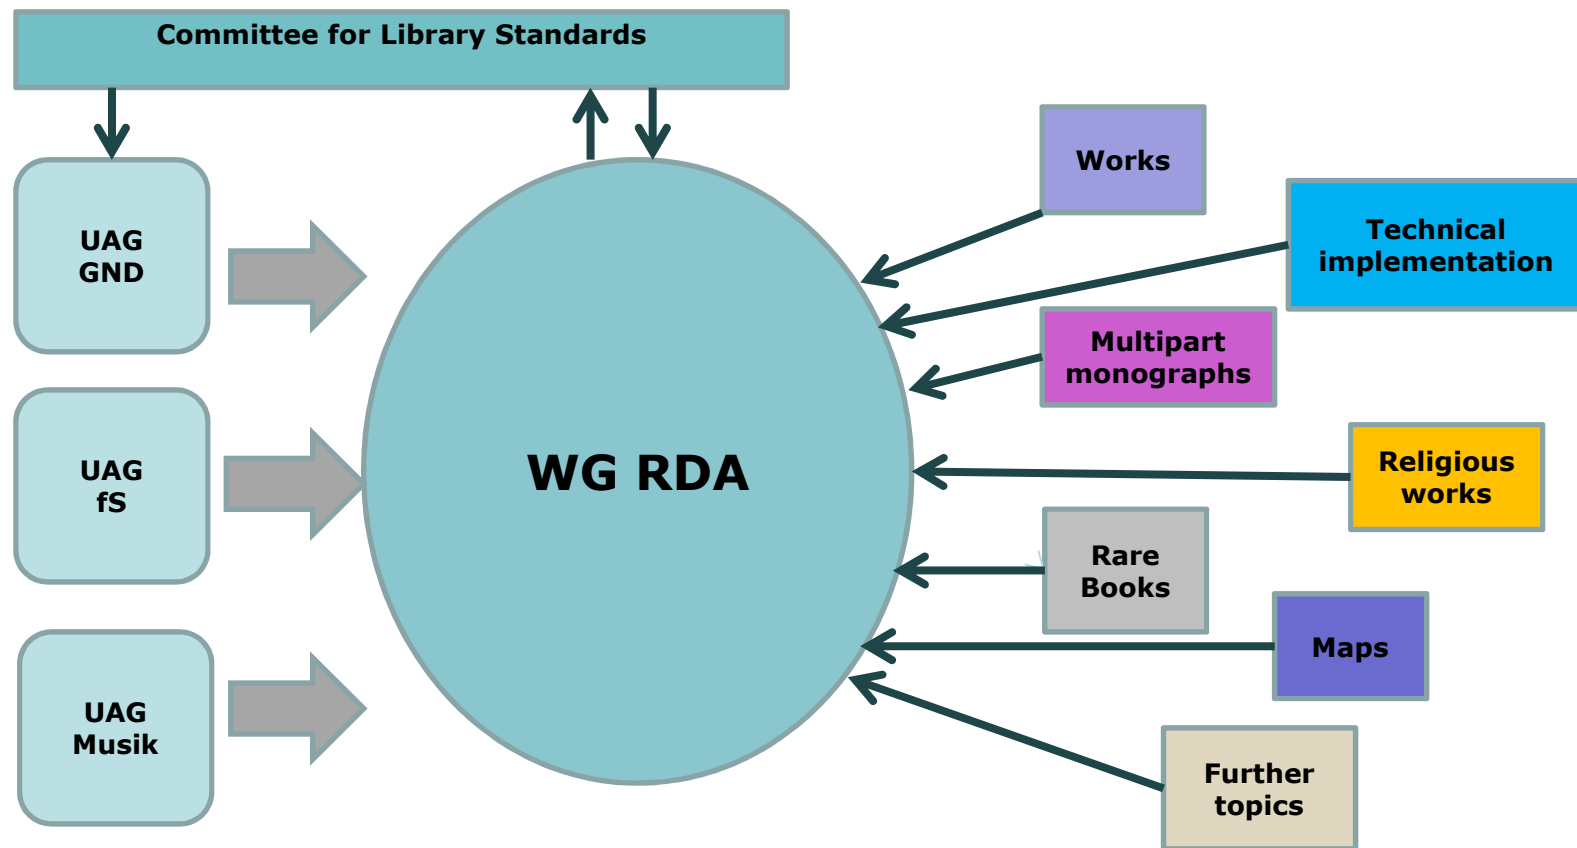 Committee for Library Standards
UAG
GND
UAG
fS
UAG
Musik
WG RDA
Works
Technical
implementation
Multipart
monographs
Religious
works
Rare
Books
Maps
Further
topics